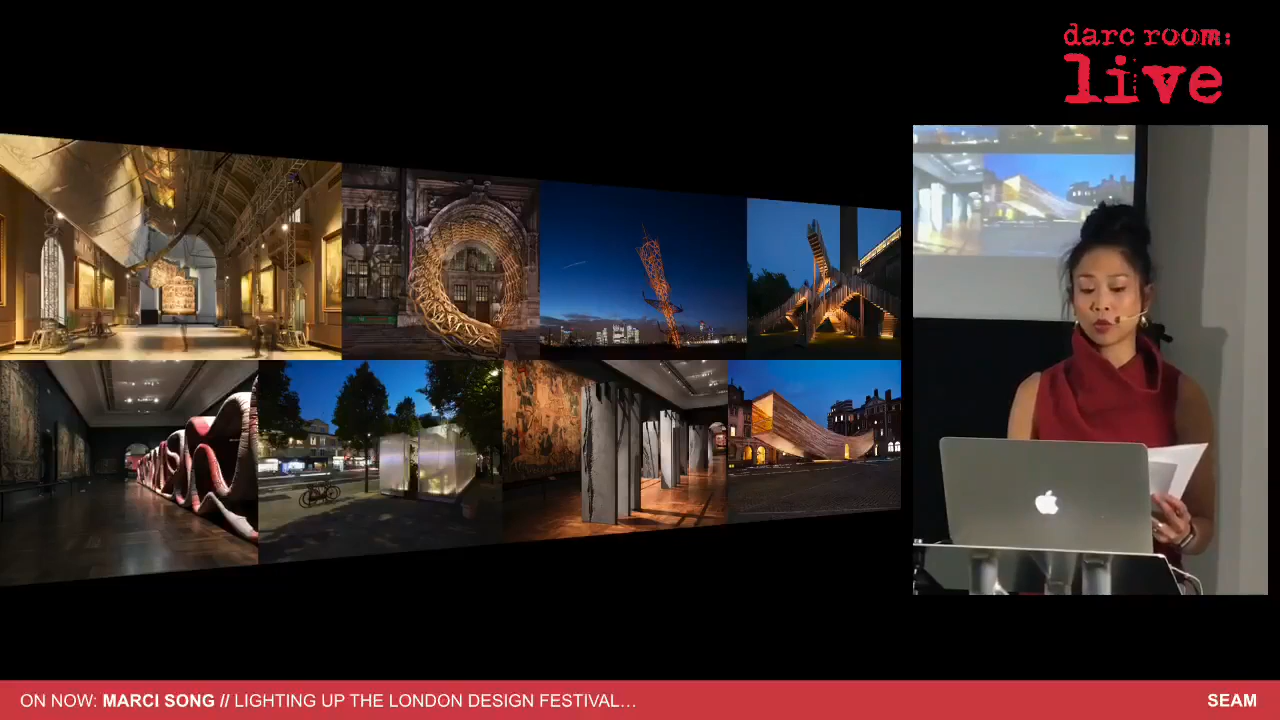 darc room:
live
ON NOW: MARCI SONG // LIGHTING UP THE LONDON DESIGN FESTIVAL...
SEAM